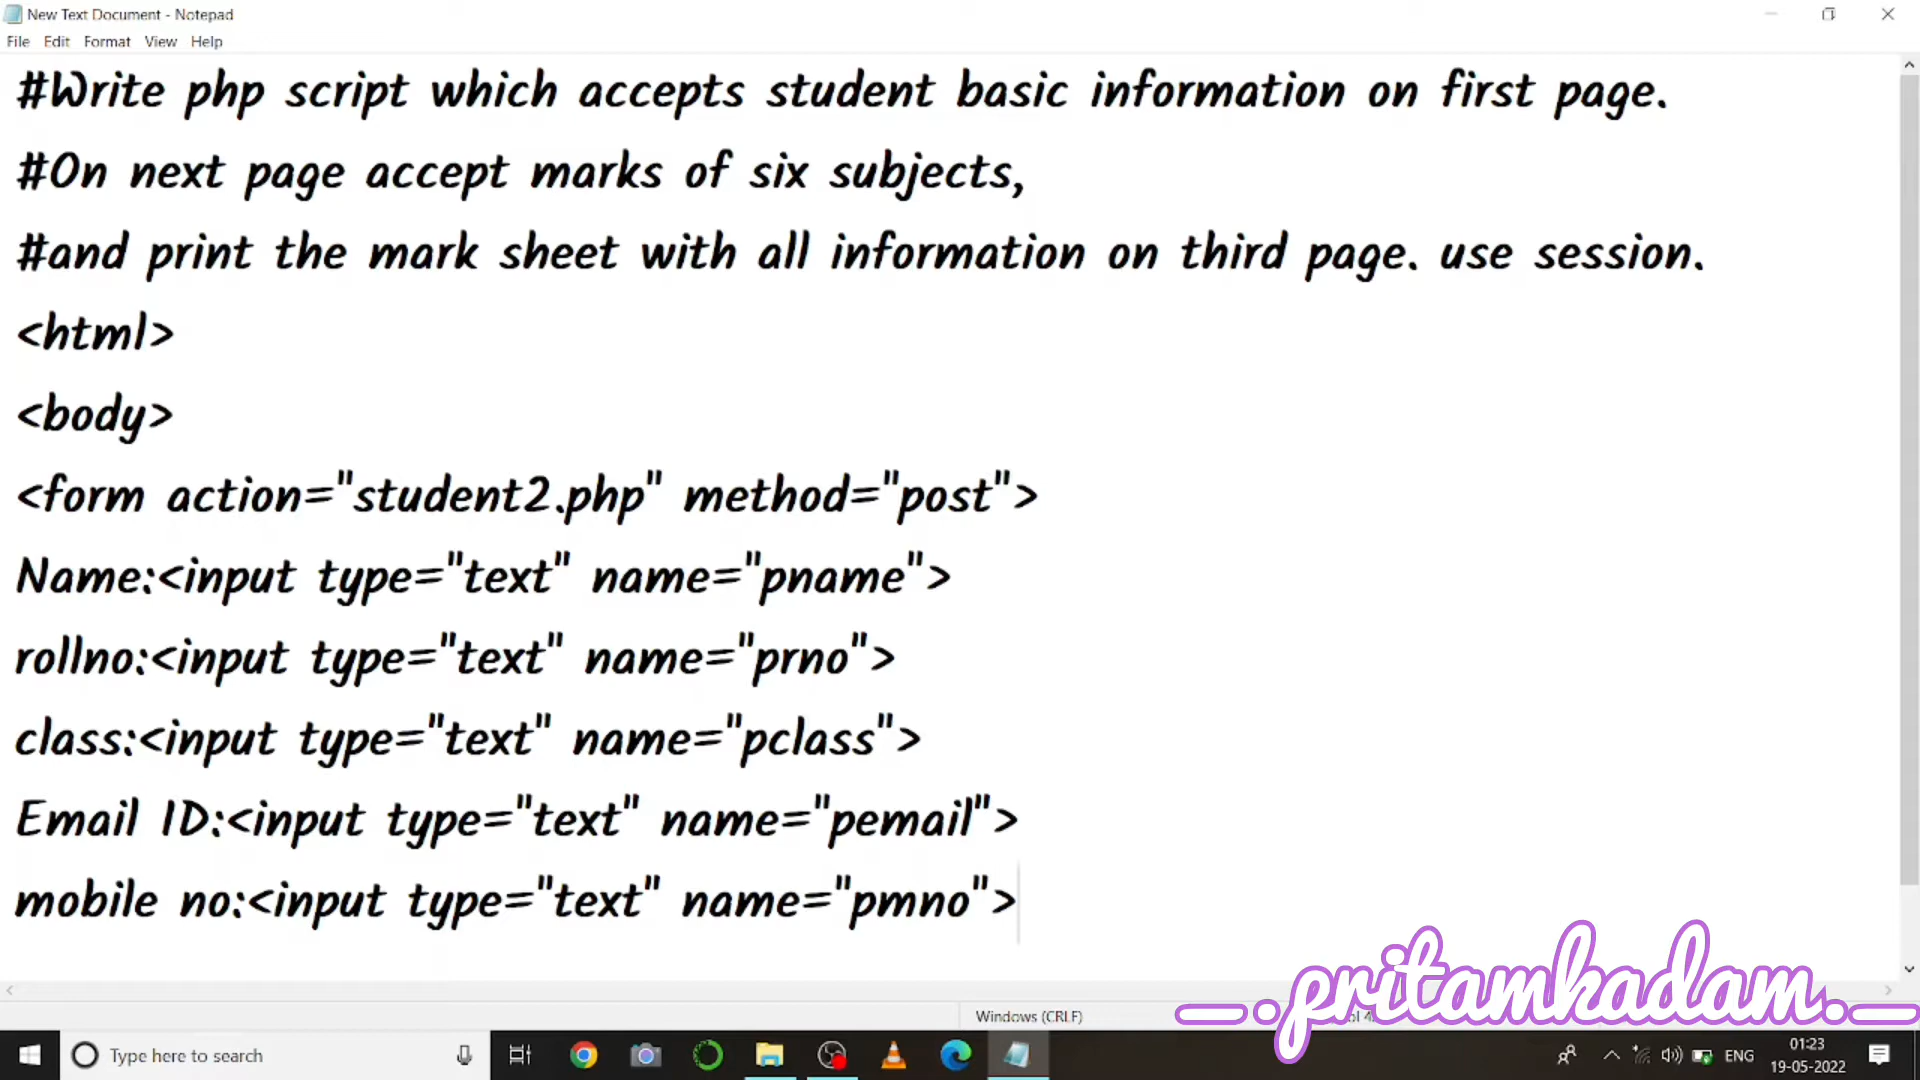 New Text Document - Notepad
File Edit Format View Help
#Write php script which accepts student basic information on first page.
#On next page accept marks of six subjects,
#and print the mark sheet with all information on third page. use session.
<html>
<body>
<form action="student2.php" method="post">
Name:<input type="text" name="pname">
rollno:<input type="text" name="prno">
class:<input type="text" name="pclass">
Email ID:<input type="text" name="pemail">
mobile no:<input type="text" name="pmno">
_.pritamkadam._
Windows (CRLF)
Type here to search
ENG
01:23
19-05-2022